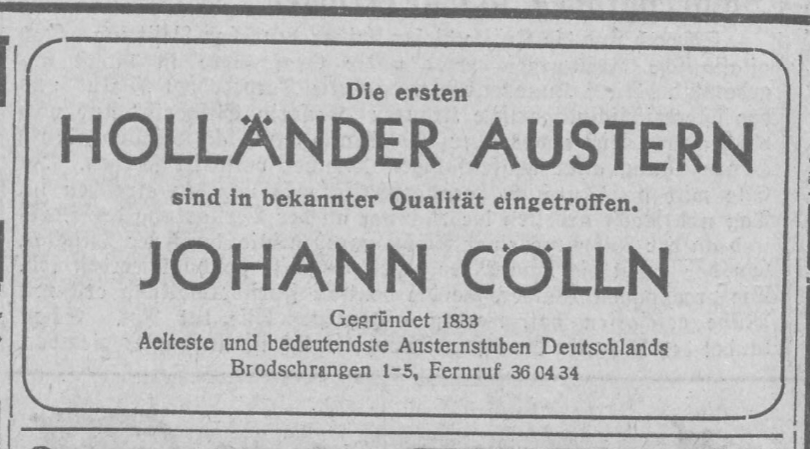 Die ersten
HOLLÄNDER AUSTERN
sind in bekannter Qualität eingetroffen.
JOHANN CÖLLN
Gegründet 1833
Aelteste und bedeutendste Austernstuben Deutschlands
Brodschrangen 1-5, Fernruf 36 04 34